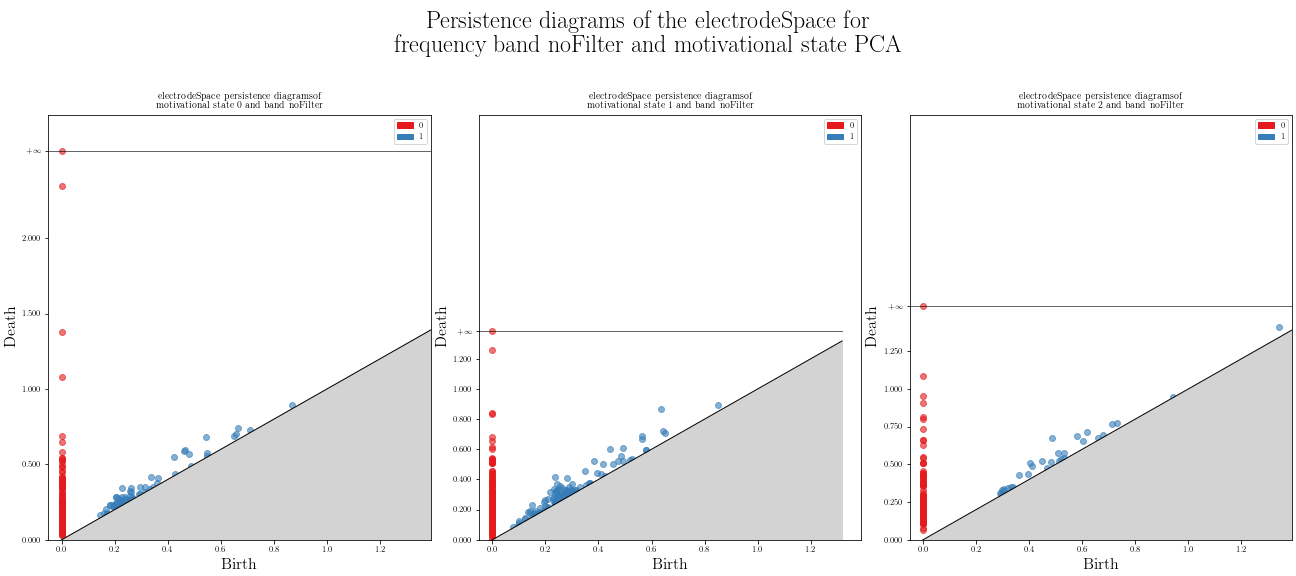 Persistence diagrams of the electrodeSpace for
frequency band noFilter and motivational state PCA
electrodeSpace persistence diagramsof
motivational state 0 and band noFilter
0
1
+∞
2.000
1.500
1.000
0.500
0.000
Death
0.0 0.2 0.4 0.6 0.8 1.0 1.2
Birth
electrodeSpace persistence diagramsof
motivational state 1 and band noFilter
0
1
+∞
1.200
1.000
0.800
0.600
0.400
0.200
0.000
Death
0.0 0.2 0.4 0.6 0.8 1.0 1.2
Birth
electrodeSpace persistence diagramsof
motivational state 2 and band noFilter
0
1
+∞
1.250
1.000
0.750
0.500
0.250
0.000
Death
0.0 0.2 0.4 0.6 0.8 1.0 1.2
Birth